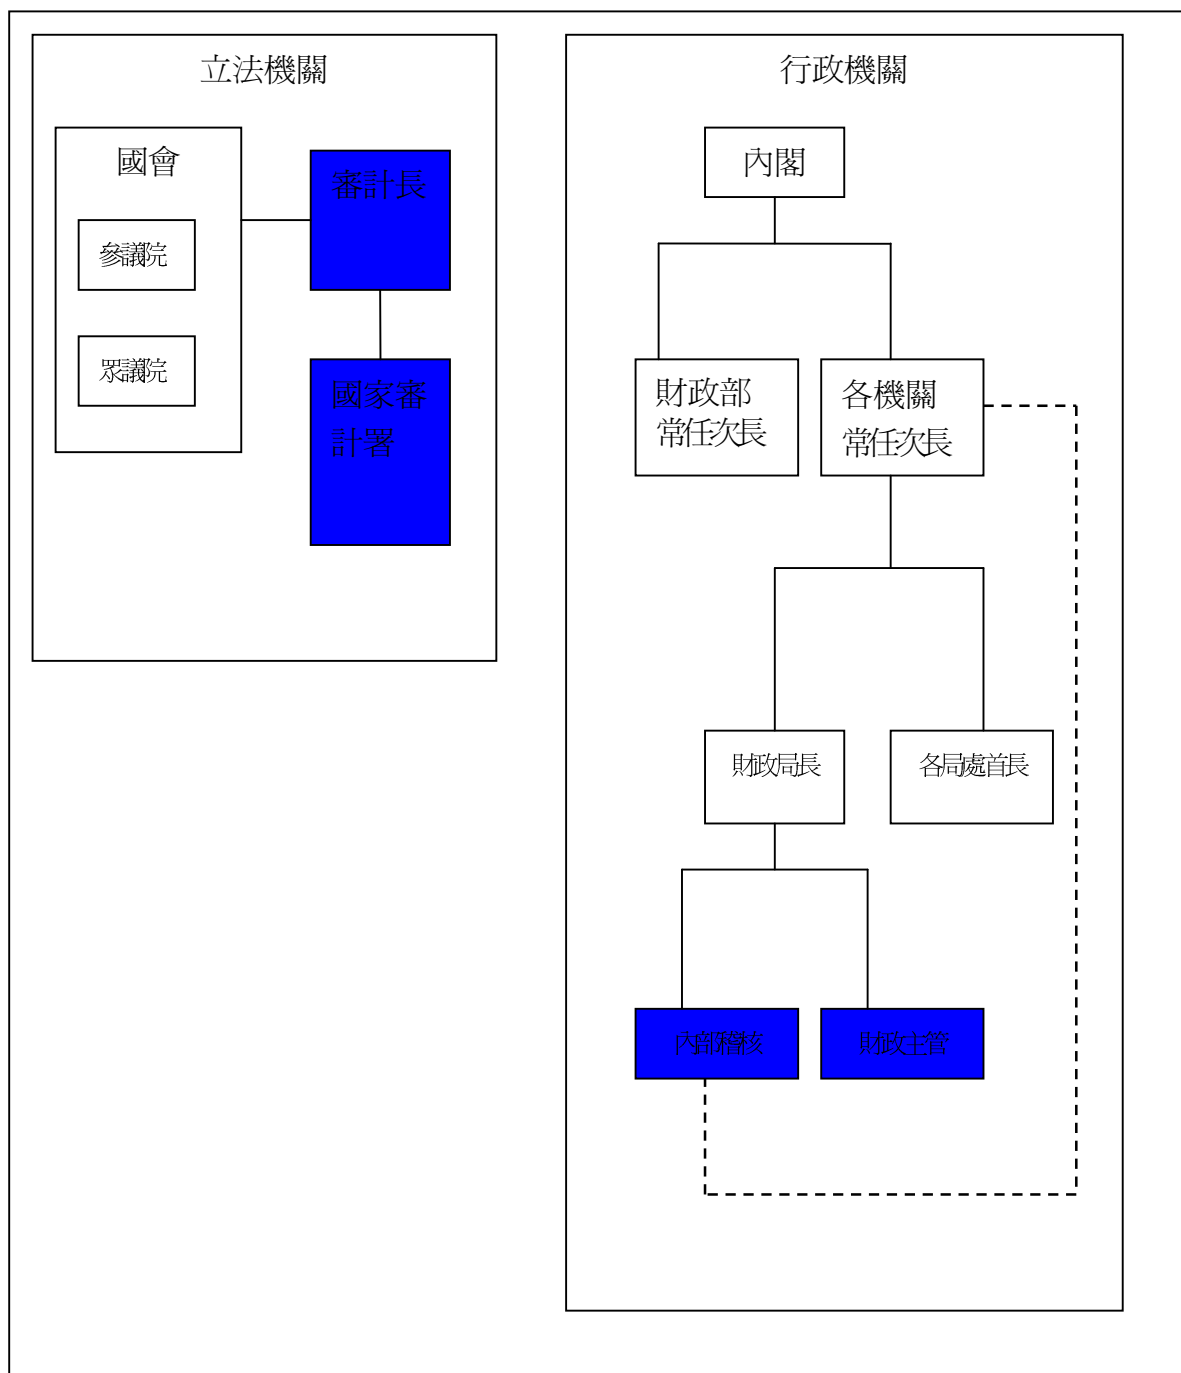 立法機關
國會
參議院
眾議院
審計長
國家審
計署
行政機關
內閣
財政部
常任次長
各機關
常任次長
財政局長
各局處首長
內部稽核
財政主管